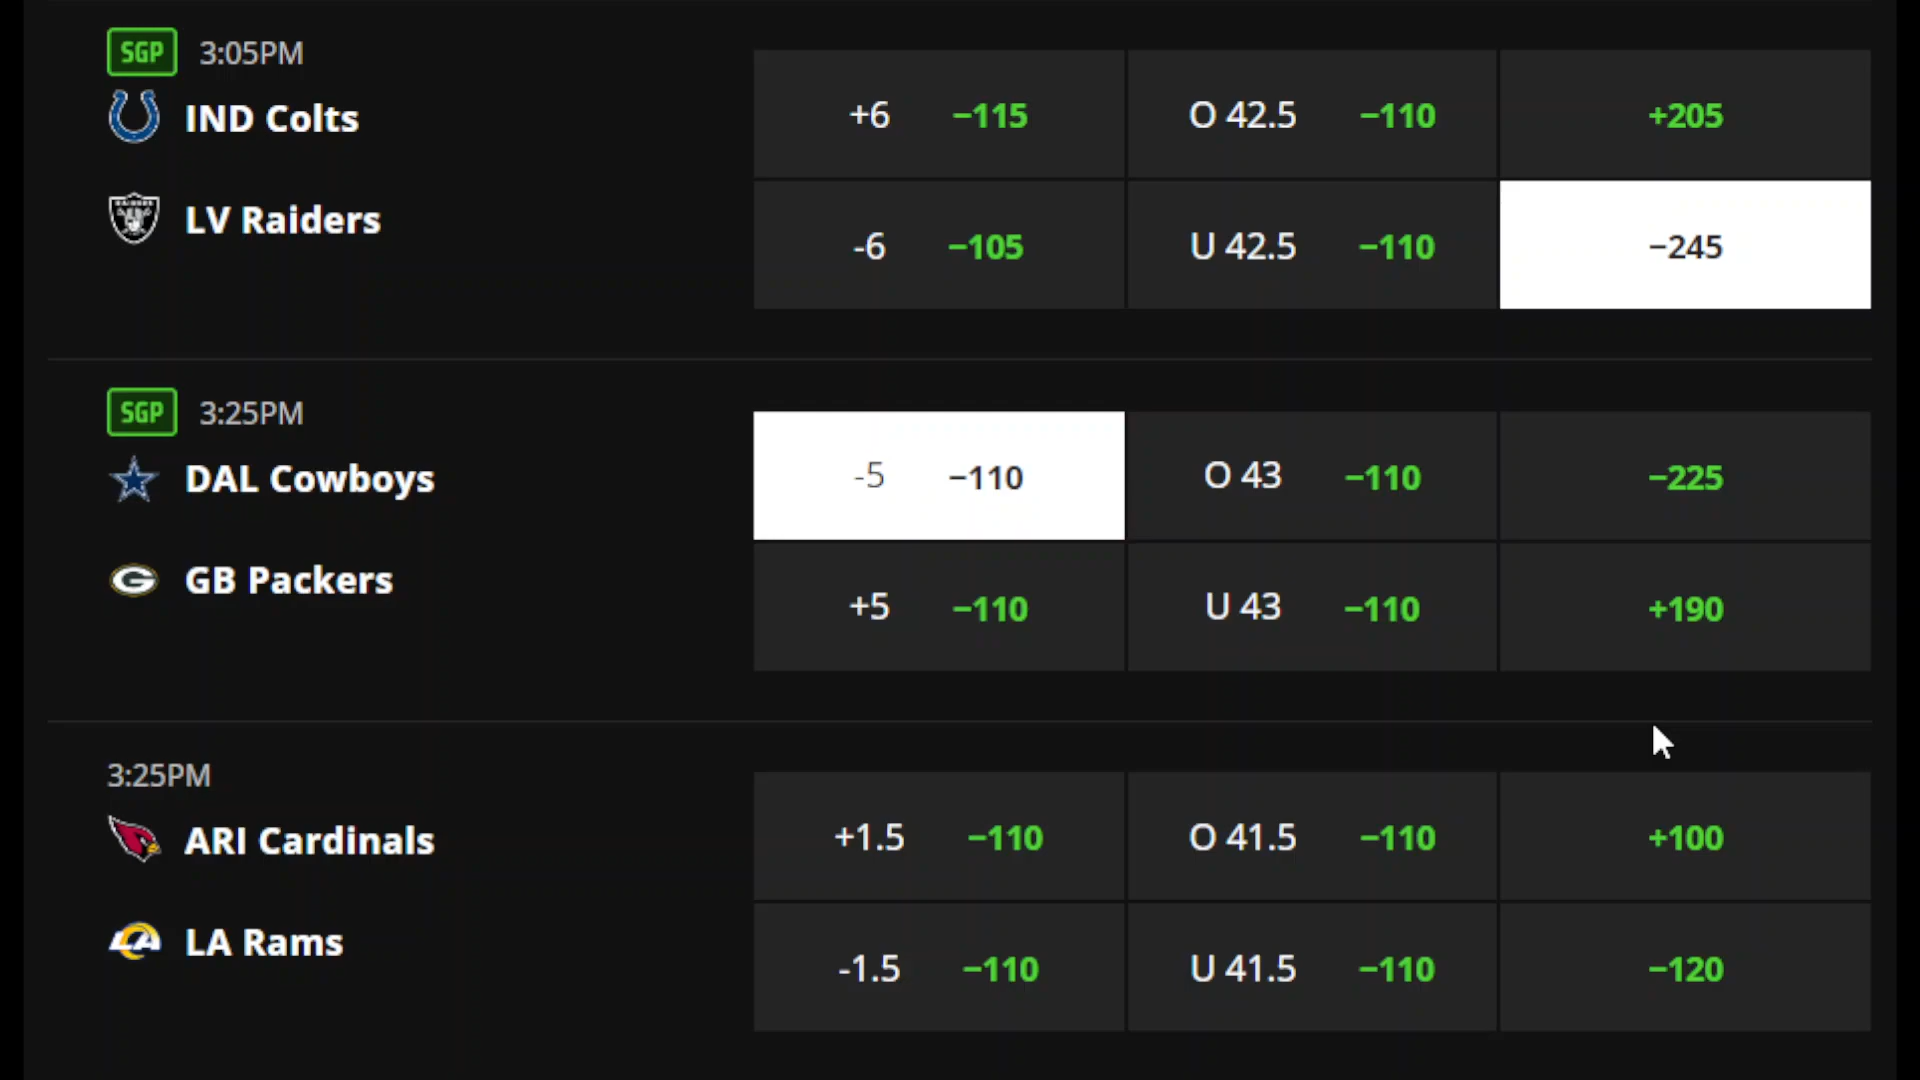 SGP 3:05PM
IND Colts +6 −115 O 42.5 −110 +205
LV Raiders -6 −105 U 42.5 −110 −245
SGP 3:25PM
DAL Cowboys -5 −110 O 43 −110 −225
GB Packers +5 −110 U 43 −110 +190
3:25PM
ARI Cardinals +1.5 −110 O 41.5 −110 +100
LA Rams -1.5 −110 U 41.5 −110 −120